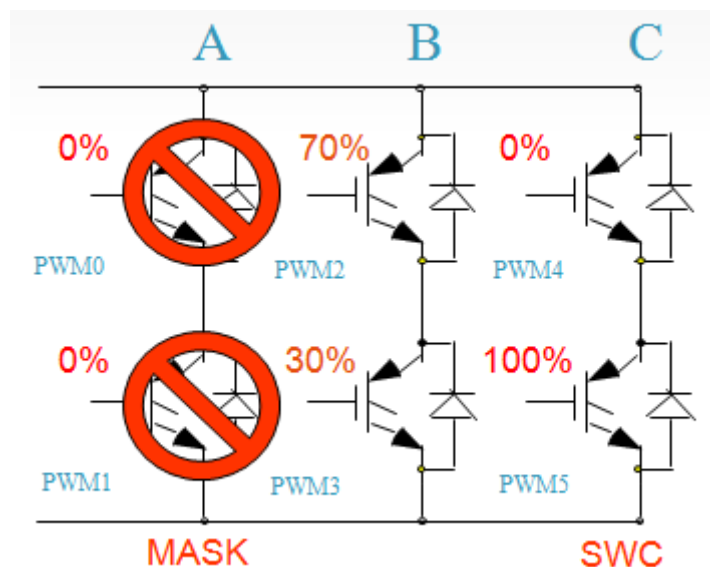 A B C
0% 70% 0%
PWM0 PWM2 PWM4
0% 30% 100%
PWM1 PWM3 PWM5
MASK SWC